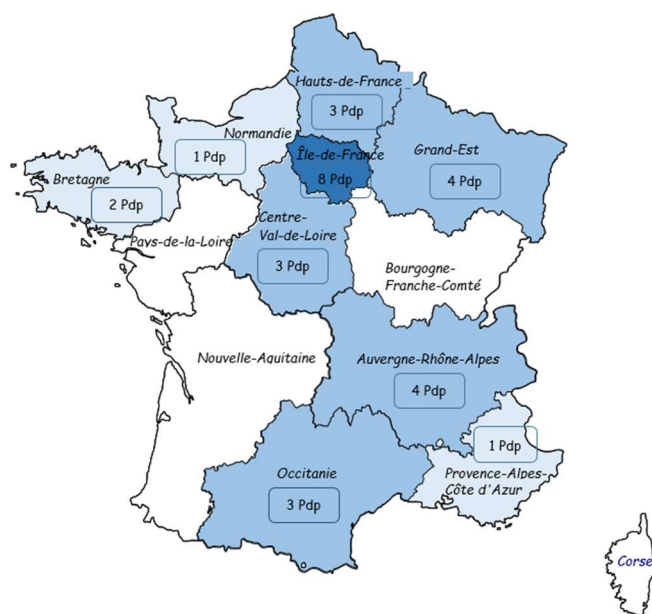 Hauts-de-France
3 Pdp
Normandie
1 Pdp
Île-de-France
8 Pdp
Grand-Est
4 Pdp
Bretagne
2 Pdp
Pays-de-la-Loire
Centre-
Val-de-Loire
3 Pdp
Bourgogne-
Franche-Comté
Nouvelle-Aquitaine
Auvergne-Rhône-Alpes
4 Pdp
1 Pdp
Provence-Alpes-
Côte d'Azur
Occitanie
3 Pdp
Corse